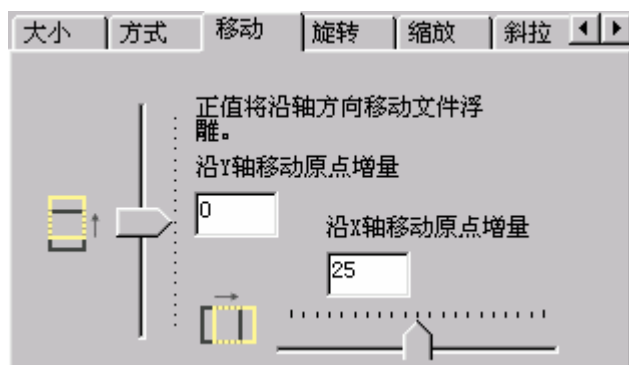 大小 方式 移动 旋转 缩放 斜拉
正值将沿轴方向移动文件浮
雕。
沿Y轴移动原点增量
0
沿X轴移动原点增量
25